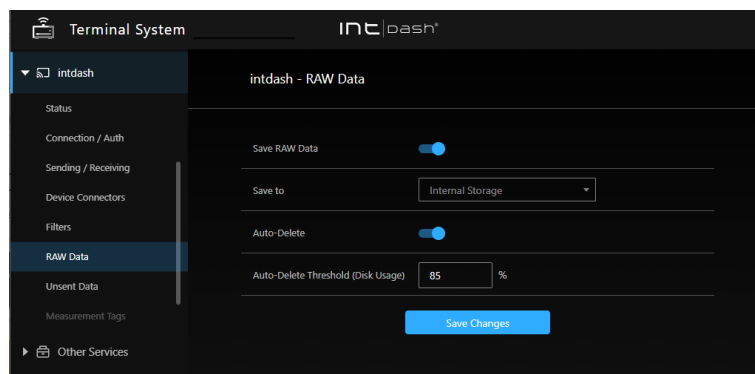 Terminal System
intdash®
intdash
intdash - RAW Data
Status
Connection / Auth
Sending / Receiving
Device Connectors
Filters
RAW Data
Unsent Data
Measurement Tags
Other Services
Save RAW Data
Save to
Internal Storage
Auto-Delete
Auto-Delete Threshold (Disk Usage)
85
%
Save Changes